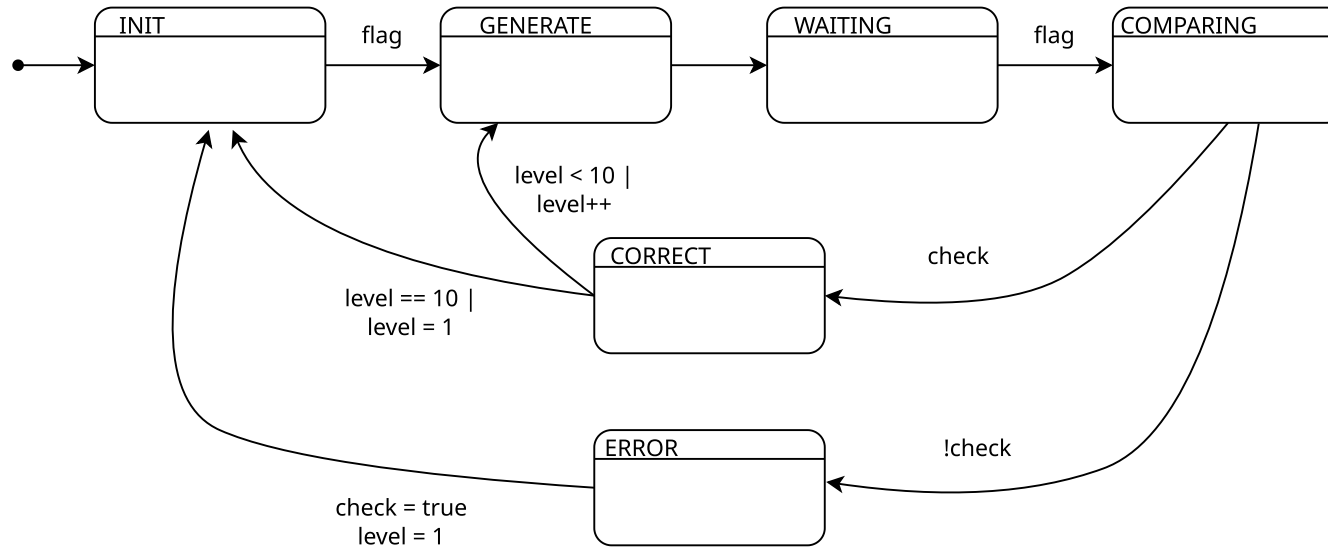 INIT
flag
GENERATE
WAITING
flag
COMPARING
level < 10 |
level++
CORRECT
check
level == 10 |
level = 1
ERROR
!check
check = true
level = 1